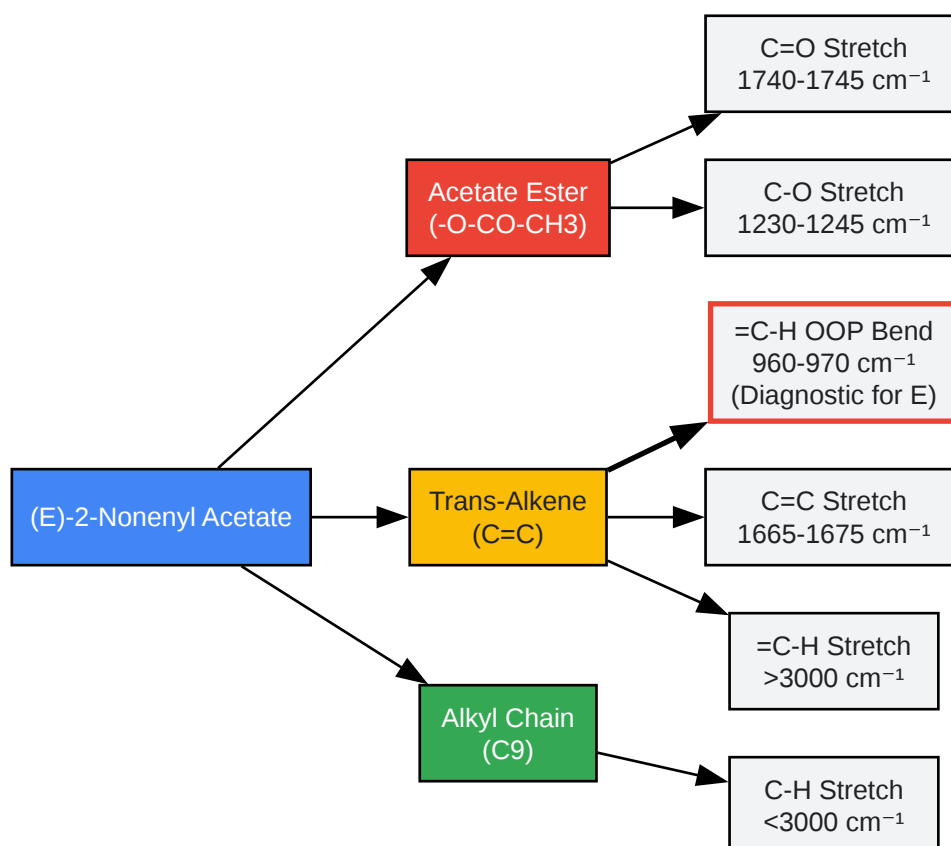 C=O Stretch
1740-1745 cm⁻¹
Acetate Ester
(-O-CO-CH3)
C-O Stretch
1230-1245 cm⁻¹
=C-H OOP Bend
960-970 cm⁻¹
(Diagnostic for E)
(E)-2-Nonenyl Acetate
Trans-Alkene
(C=C)
C=C Stretch
1665-1675 cm⁻¹
=C-H Stretch
>3000 cm⁻¹
Alkyl Chain
(C9)
C-H Stretch
<3000 cm⁻¹